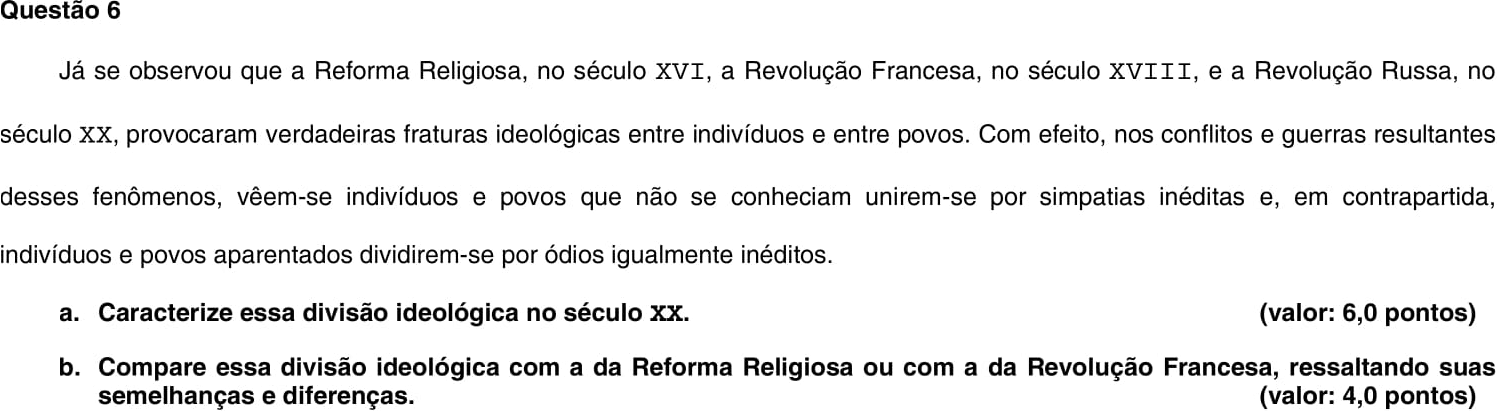 Questão 6
Já se observou que a Reforma Religiosa, no século XVI, a Revolução Francesa, no século XVIII, e a Revolução Russa, no
século XX, provocaram verdadeiras fraturas ideológicas entre indivíduos e entre povos. Com efeito, nos conflitos e guerras resultantes
desses fenômenos, vêem-se indivíduos e povos que não se conheciam unirem-se por simpatias inéditas e, em contrapartida,
indivíduos e povos aparentados dividirem-se por ódios igualmente inéditos.
a. Caracterize essa divisão ideológica no século XX. (valor: 6,0 pontos)
b. Compare essa divisão ideológica com a da Reforma Religiosa ou com a da Revolução Francesa, ressaltando suas
semelhanças e diferenças. (valor: 4,0 pontos)